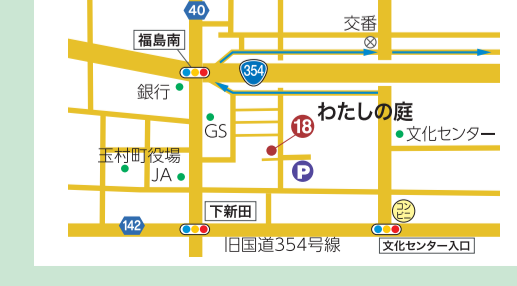 40
交番
福島南
354
銀行
わたしの庭
18
GS
文化センター
玉村町役場
JA
P
下新田
コンビニ
142
旧国道354号線
文化センター入口